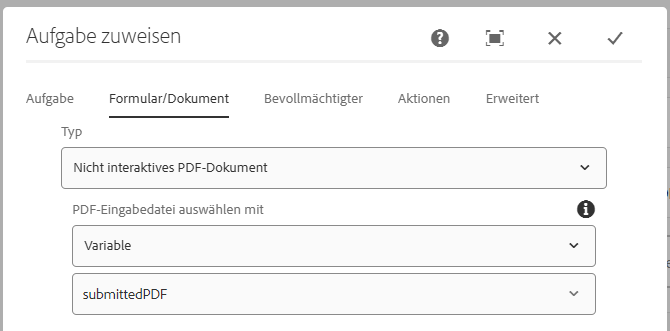 Aufgabe zuweisen
Aufgabe Formular/Dokument Bevollmächtigter Aktionen Erweitert
Typ
Nicht interaktives PDF-Dokument
PDF-Eingabedatei auswählen mit
Variable
submittedPDF